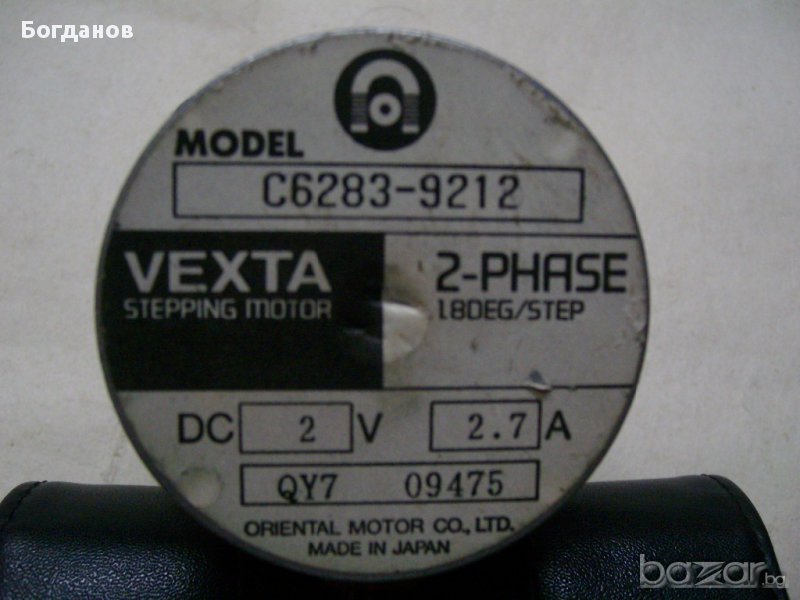 Богданов
MODEL
C6283-9212
VEXTA
STEPPING MOTOR
2-PHASE
1.8DEG/STEP
DC 2 V 2.7 A
QY7 09475
ORIENTAL MOTOR CO., LTD.
MADE IN JAPAN
bazar.bg